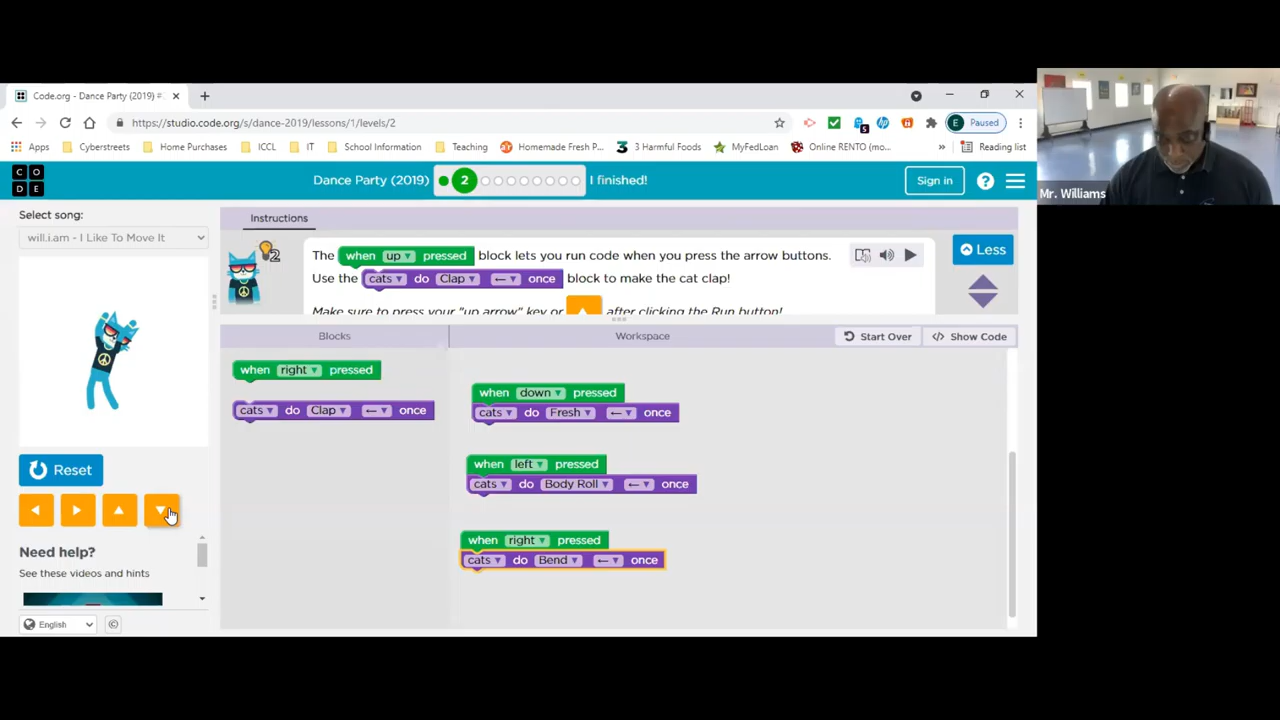 Code.org - Dance Party (2019) #
https://studio.code.org/s/dance-2019/lessons/1/levels/2
E Paused
5
Apps Cyberstreets Home Purchases ICCL IT School Information Teaching Homemade Fresh P... 3 Harmful Foods MyFedLoan Online RENTO (mo... » Reading list
Mr. Williams
CODE
Dance Party (2019) 2 I finished! Sign in ?
Select song:
will.i.am - I Like To Move It
Instructions
2
The when up pressed block lets you run code when you press the arrow buttons.
Use the cats do Clap ← once block to make the cat clap!
Make sure to press your "up arrow" key or after clicking the Run button!
Less
Blocks
Workspace
Start Over
</> Show Code
when right pressed
cats do Clap ← once
when down pressed
cats do Fresh ← once
when left pressed
cats do Body Roll ← once
when right pressed
cats do Bend ← once
Reset
Need help?
See these videos and hints
English ©